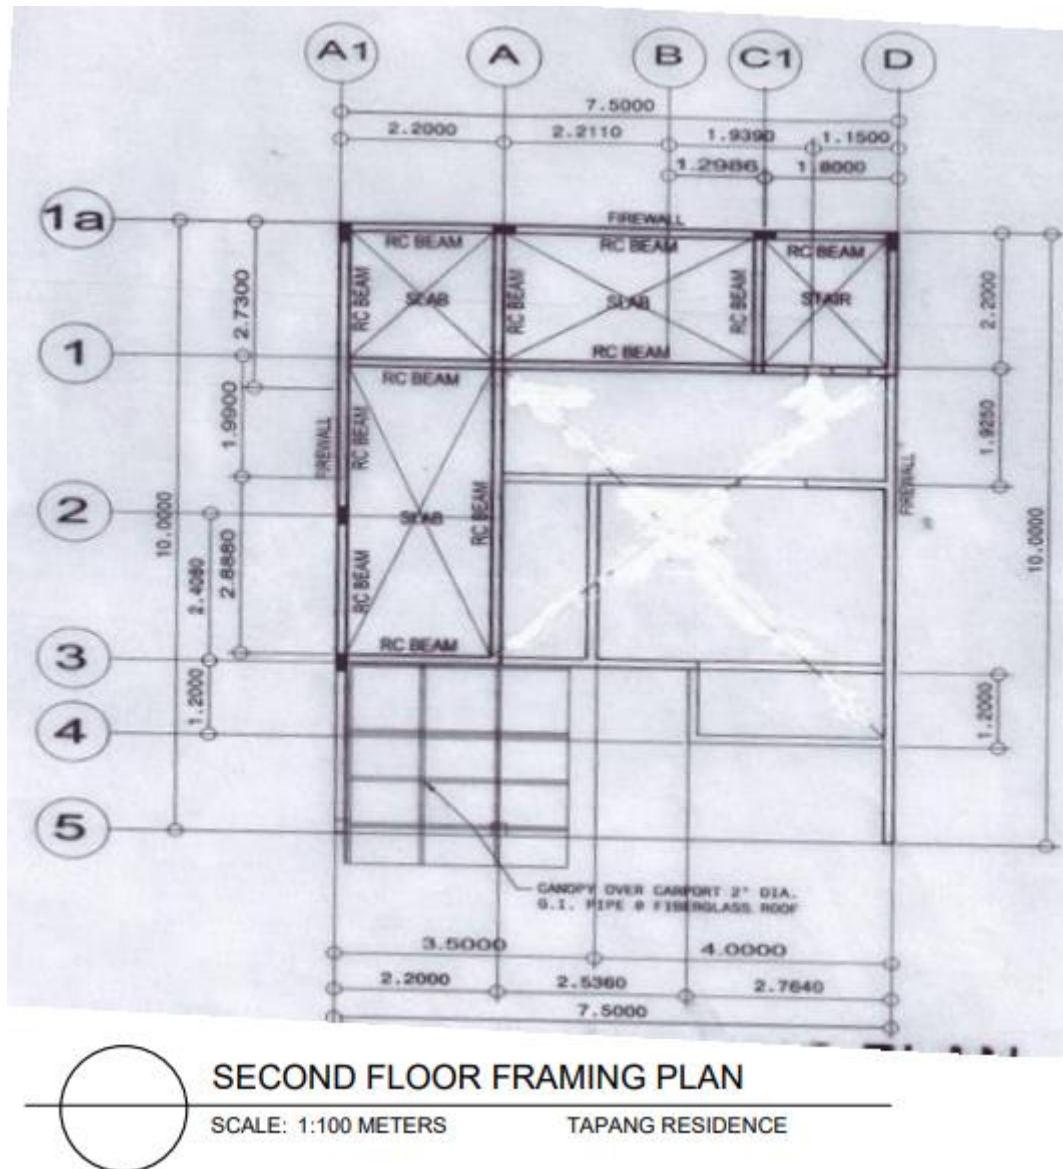 A1 A B C1 D
7.5000
2.2000 2.2110 1.9390 1.1500
1.2986 1.8000
1a
FIREWALL
RC BEAM RC BEAM RC BEAM
RC BEAM RC BEAM RC BEAM
SLAB SLAB STAIR
2.7300
2.2000
1
RC BEAM
RC BEAM
1.9900
RC BEAM
FIREWALL
1.9250
FIREWALL
2
SLAB
RC BEAM
10.0000
10.0000
2.4080
2.8880
RC BEAM
RC BEAM
3
1.2000
1.2000
4
5
CANOPY OVER CARPORT 2" DIA.
G.I. PIPE @ FIBERGLASS ROOF
3.5000 4.0000
2.2000 2.5360 2.7640
7.5000
SECOND FLOOR FRAMING PLAN
SCALE: 1:100 METERS TAPANG RESIDENCE